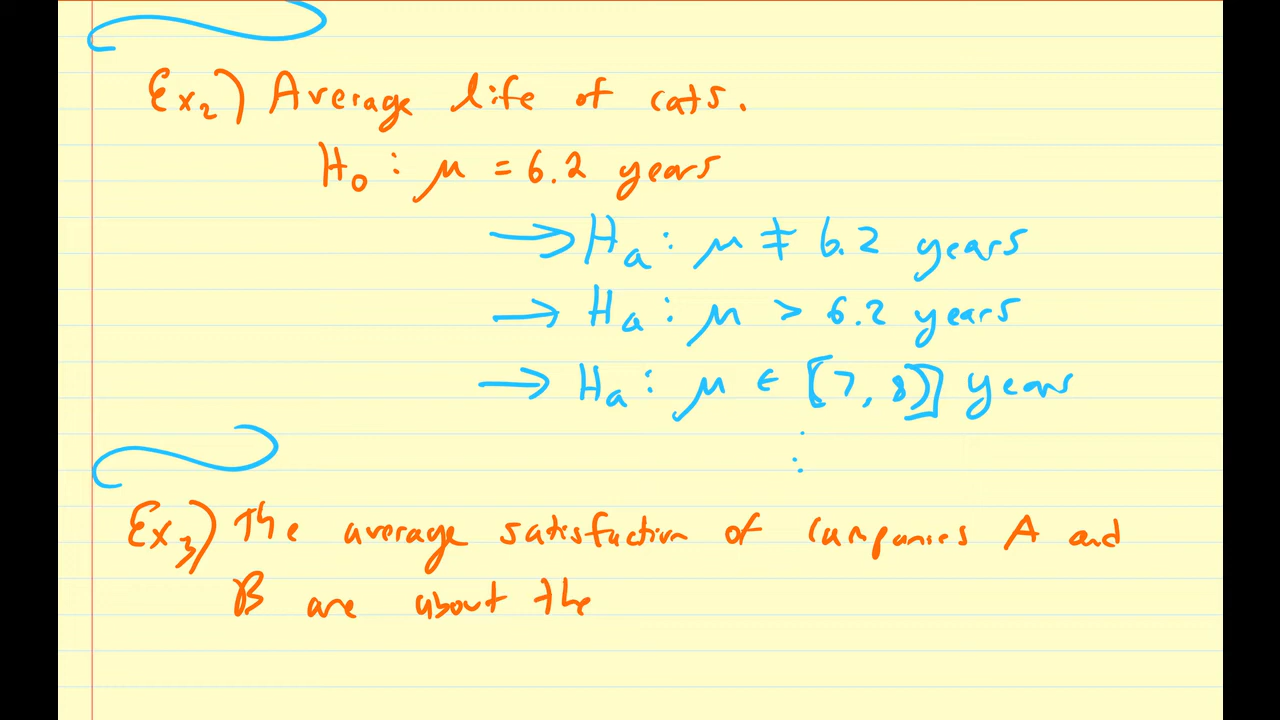 Ex₂) Average life of cats.
H₀ : μ = 6.2 years
→ Hₐ : μ ≠ 6.2 years
→ Hₐ : μ > 6.2 years
→ Hₐ : μ ∈ [7, 8] years
⋮
Ex₃) The average satisfaction of companies A and
B are about the